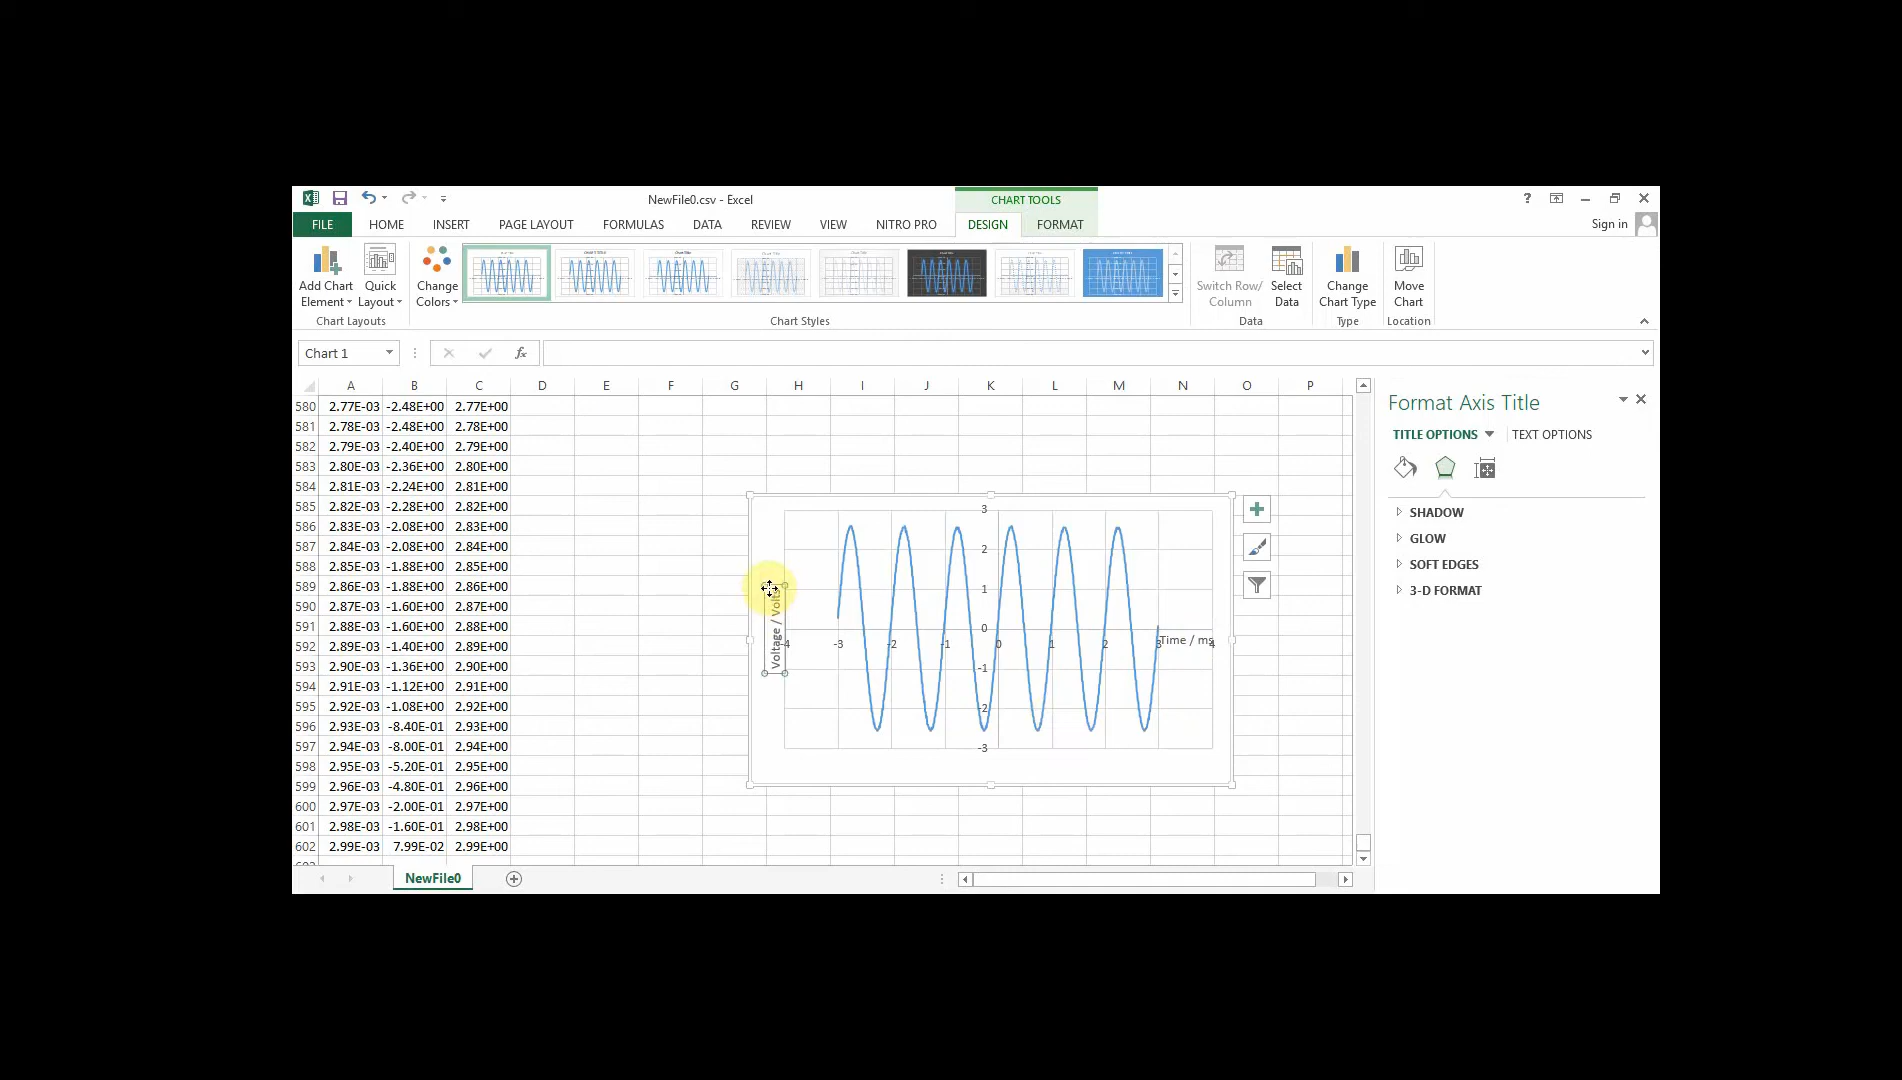 NewFile0.csv - Excel
CHART TOOLS
?
FILE HOME INSERT PAGE LAYOUT FORMULAS DATA REVIEW VIEW NITRO PRO DESIGN FORMAT
Sign in
Add Chart Element
Quick Layout
Change Colors
Switch Row/ Column
Select Data
Change Chart Type
Move Chart
Chart Layouts
Chart Styles
Data
Type
Location
Chart 1
fx
A B C D E F G H I J K L M N O P
580 2.77E-03 -2.48E+00 2.77E+00
581 2.78E-03 -2.48E+00 2.78E+00
582 2.79E-03 -2.40E+00 2.79E+00
583 2.80E-03 -2.36E+00 2.80E+00
584 2.81E-03 -2.24E+00 2.81E+00
585 2.82E-03 -2.28E+00 2.82E+00
586 2.83E-03 -2.08E+00 2.83E+00
587 2.84E-03 -2.08E+00 2.84E+00
588 2.85E-03 -1.88E+00 2.85E+00
589 2.86E-03 -1.88E+00 2.86E+00
590 2.87E-03 -1.60E+00 2.87E+00
591 2.88E-03 -1.60E+00 2.88E+00
592 2.89E-03 -1.40E+00 2.89E+00
593 2.90E-03 -1.36E+00 2.90E+00
594 2.91E-03 -1.12E+00 2.91E+00
595 2.92E-03 -1.08E+00 2.92E+00
596 2.93E-03 -8.40E-01 2.93E+00
597 2.94E-03 -8.00E-01 2.94E+00
598 2.95E-03 -5.20E-01 2.95E+00
599 2.96E-03 -4.80E-01 2.96E+00
600 2.97E-03 -2.00E-01 2.97E+00
601 2.98E-03 -1.60E-01 2.98E+00
602 2.99E-03 7.99E-02 2.99E+00
3
2
1
0
-1
-2
-3
-4 -3 -2 -1 0 1 2 3 4
Time / ms
Voltage /
Format Axis Title
TITLE OPTIONS TEXT OPTIONS
SHADOW
GLOW
SOFT EDGES
3-D FORMAT
NewFile0